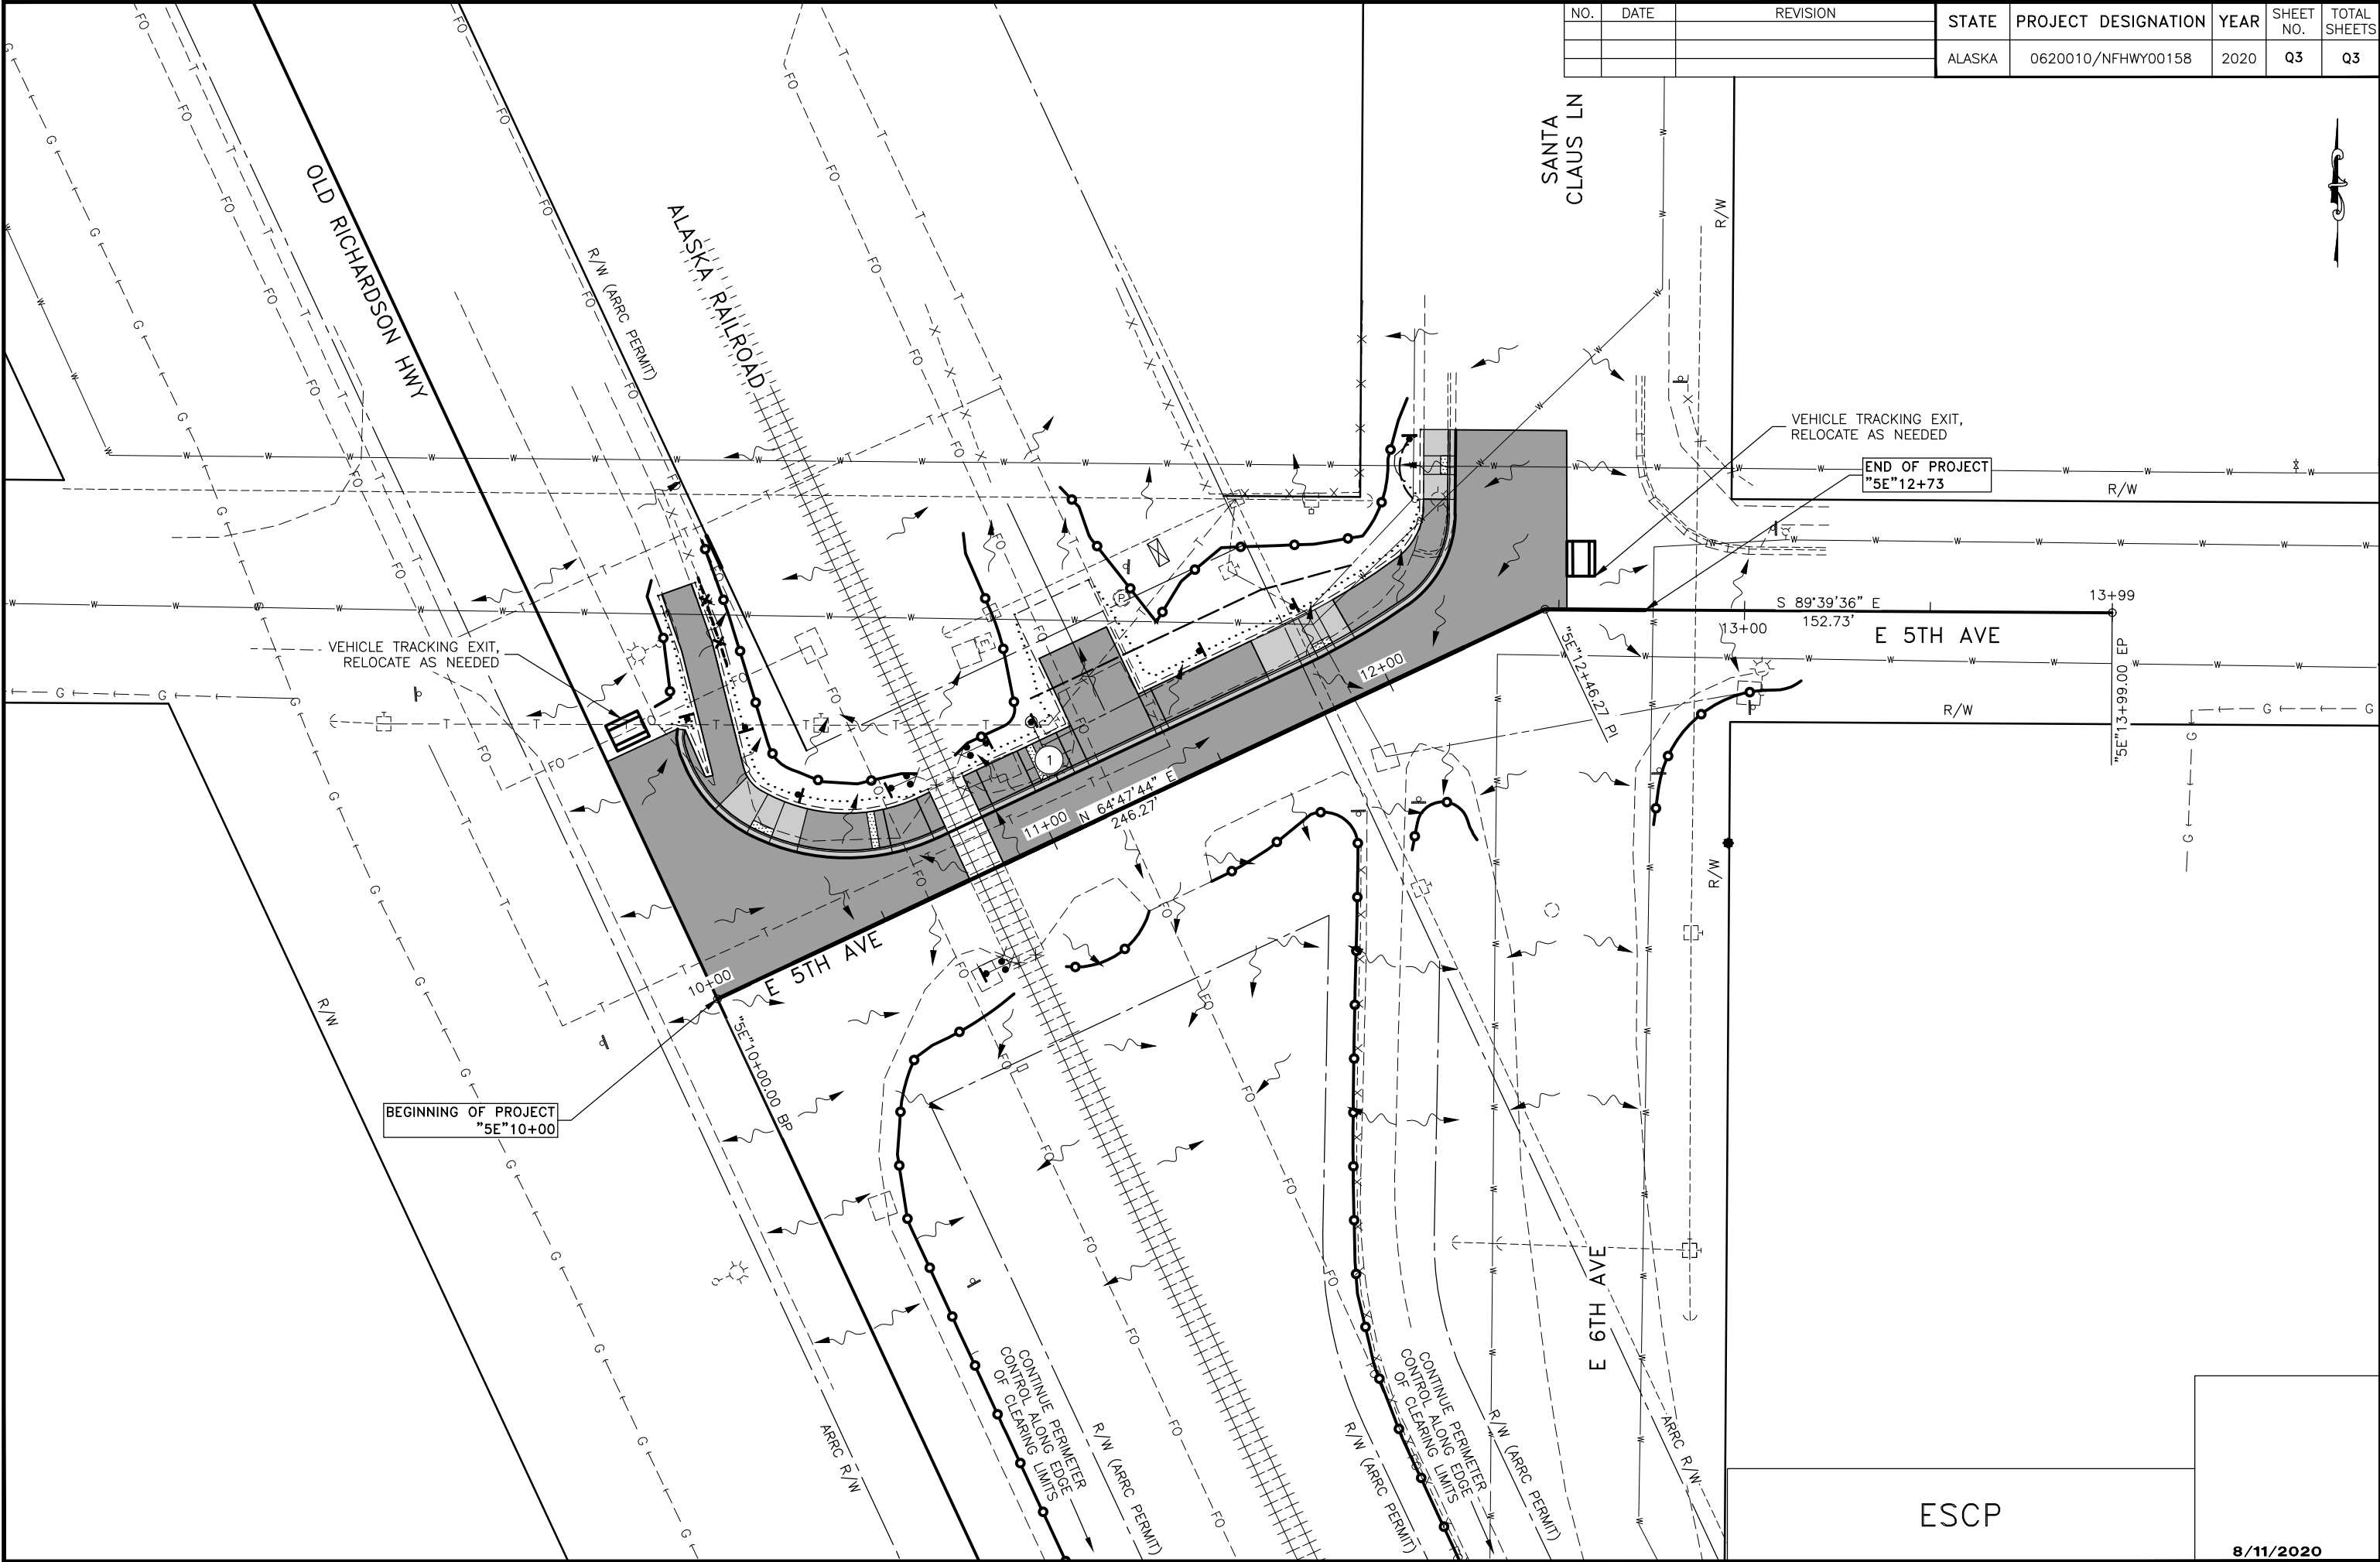 NO. DATE REVISION
STATE PROJECT DESIGNATION YEAR SHEET NO. TOTAL SHEETS
ALASKA 0620010/NFHWY00158 2020 Q3 Q3
SANTA
CLAUS LN
R/W
OLD RICHARDSON HWY
R/W (ARRC PERMIT)
ALASKA RAILROAD
VEHICLE TRACKING EXIT,
RELOCATE AS NEEDED
END OF PROJECT
"5E"12+73
R/W
S 89°39'36" E
152.73'
13+00
13+99
E 5TH AVE
"5E"13+99.00 EP
"5E"12+46.27 PI
R/W
VEHICLE TRACKING EXIT,
RELOCATE AS NEEDED
12+00
1
N 64°47'44" E
246.27'
11+00
R/W
E 5TH AVE
10+00
"5E"10+00.00 BP
R/W
BEGINNING OF PROJECT
"5E"10+00
E 6TH AVE
CONTINUE PERIMETER
CONTROL ALONG EDGE
OF CLEARING LIMITS
CONTINUE PERIMETER
CONTROL ALONG EDGE
OF CLEARING LIMITS
ARRC R/W
R/W (ARRC PERMIT)
R/W (ARRC PERMIT)
R/W (ARRC PERMIT)
ARRC R/W
ESCP
8/11/2020